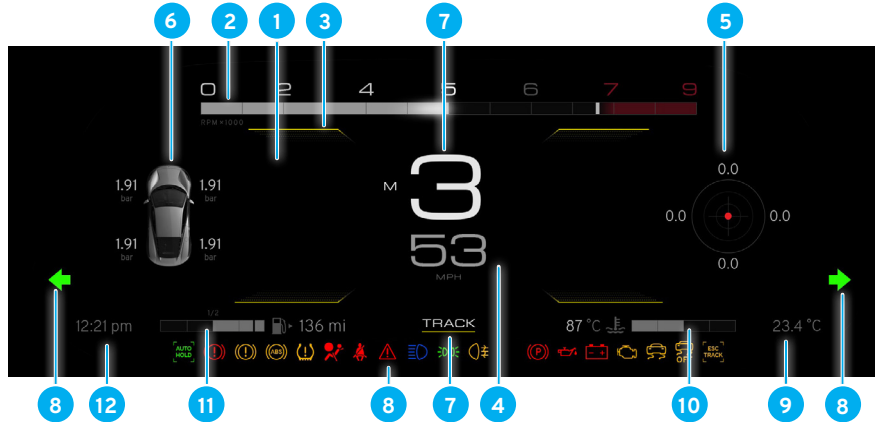 6 2 1 3 7 5
0 2 4 5 6 7 9
RPM×1000
0.0
1.91 bar 1.91 bar
M 3
0.0 0.0
53
MPH
1.91 bar 1.91 bar
0.0
1/2
12:21 pm 136 mi TRACK 87 °C 23.4 °C
AUTO HOLD (!) (!) (ABS) (!) (P) OFF ESC TRACK
8 12 11 8 7 4 10 9 8